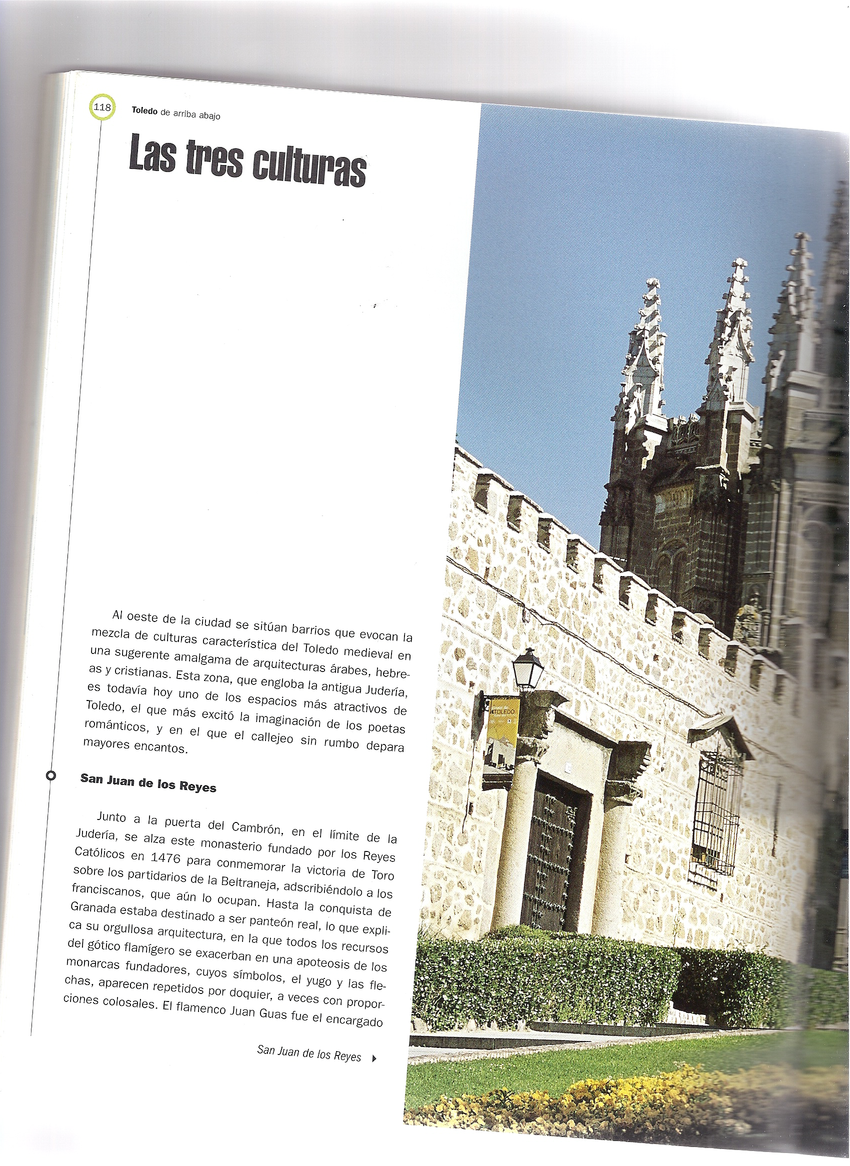 118
Toledo de arriba abajo
Las tres culturas
Al oeste de la ciudad se sitúan barrios que evocan la
mezcla de culturas característica del Toledo medieval en
una sugerente amalgama de arquitecturas árabes, hebre-
as y cristianas. Esta zona, que engloba la antigua Judería,
es todavía hoy uno de los espacios más atractivos de
Toledo, el que más excitó la imaginación de los poetas
románticos, y en el que el callejeo sin rumbo depara
mayores encantos.
San Juan de los Reyes
Junto a la puerta del Cambrón, en el límite de la
Judería, se alza este monasterio fundado por los Reyes
Católicos en 1476 para conmemorar la victoria de Toro
sobre los partidarios de la Beltraneja, adscribiéndolo a los
franciscanos, que aún lo ocupan. Hasta la conquista de
Granada estaba destinado a ser panteón real, lo que expli-
ca su orgullosa arquitectura, en la que todos los recursos
del gótico flamígero se exacerban en una apoteosis de los
monarcas fundadores, cuyos símbolos, el yugo y las fle-
chas, aparecen repetidos por doquier, a veces con propor-
ciones colosales. El flamenco Juan Guas fue el encargado
San Juan de los Reyes
TOLEDO